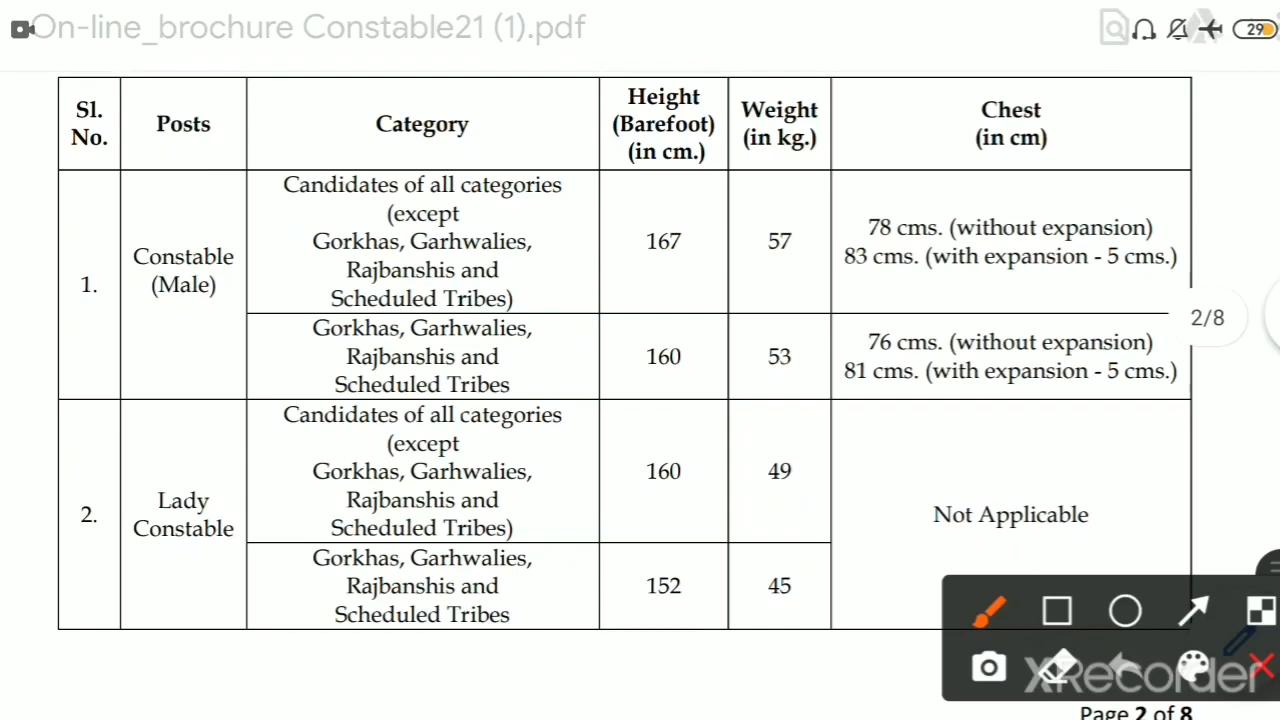 On-line_brochure Constable21 (1).pdf
29
Sl. No.
Posts
Category
Height (Barefoot) (in cm.)
Weight (in kg.)
Chest (in cm)
1.
Constable (Male)
Candidates of all categories
(except
Gorkhas, Garhwalies,
Rajbanshis and
Scheduled Tribes)
167
57
78 cms. (without expansion)
83 cms. (with expansion - 5 cms.)
Gorkhas, Garhwalies,
Rajbanshis and
Scheduled Tribes
160
53
76 cms. (without expansion)
81 cms. (with expansion - 5 cms.)
2/8
2.
Lady Constable
Candidates of all categories
(except
Gorkhas, Garhwalies,
Rajbanshis and
Scheduled Tribes)
160
49
Not Applicable
Gorkhas, Garhwalies,
Rajbanshis and
Scheduled Tribes
152
45
XRecorder
Page 2 of 8